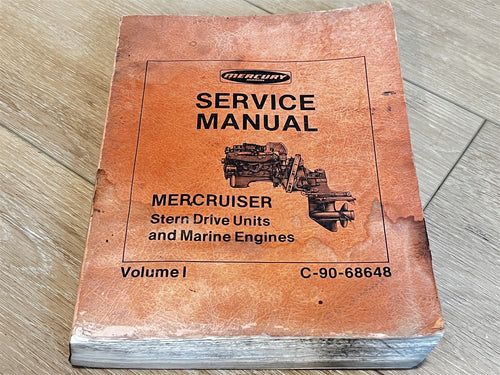 MERCURY
SERVICE
MANUAL
MERCRUISER
Stern Drive Units
and Marine Engines
Volume I
C-90-68648